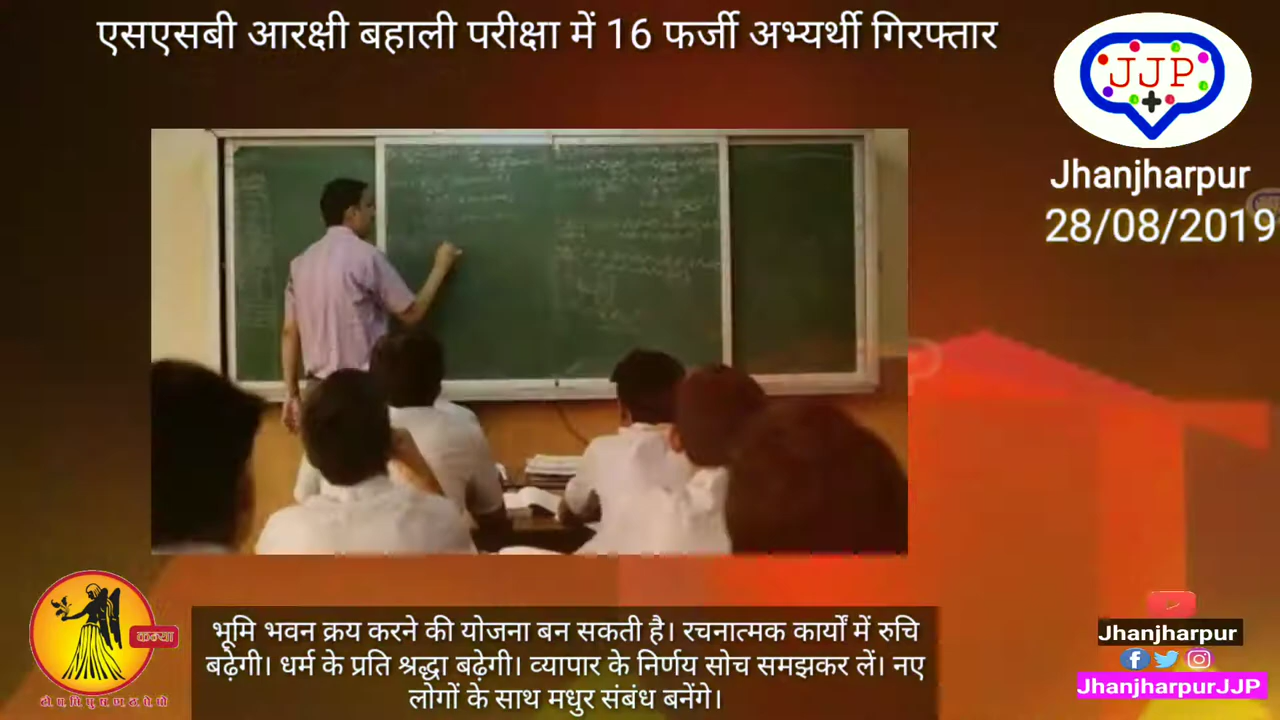 एसएसबी आरक्षी बहाली परीक्षा में 16 फर्जी अभ्यर्थी गिरफ्तार
JJP
Jhanjharpur
28/08/2019
कन्या
भूमि भवन क्रय करने की योजना बन सकती है। रचनात्मक कार्यों में रुचि
बढ़ेगी। धर्म के प्रति श्रद्धा बढ़ेगी। व्यापार के निर्णय सोच समझकर लें। नए
लोगों के साथ मधुर संबंध बनेंगे।
Jhanjharpur
JhanjharpurJJP